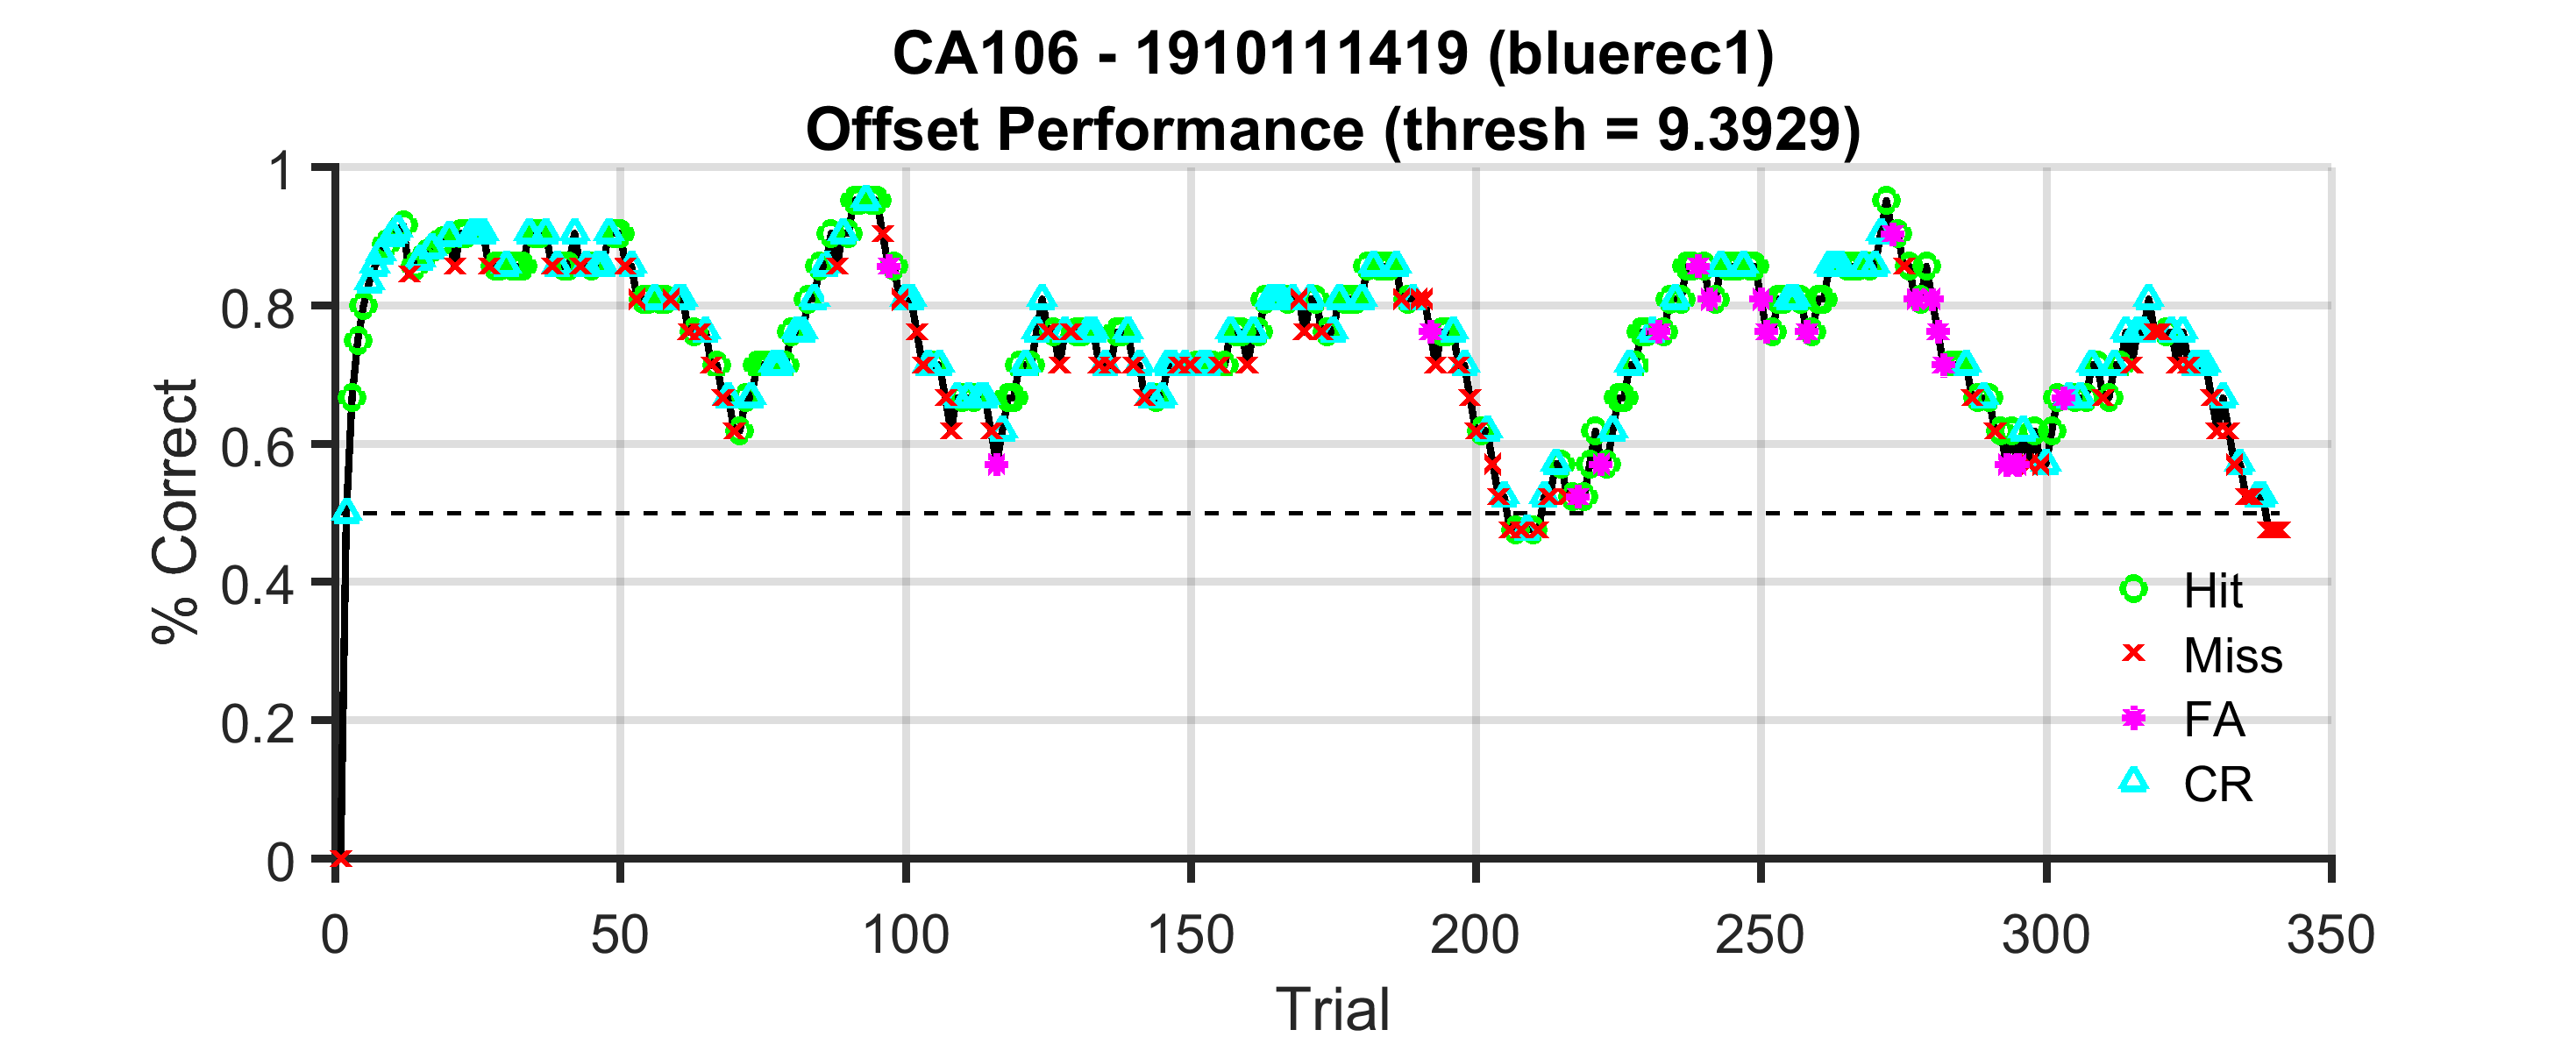 CA106 - 1910111419 (bluerec1)
Offset Performance (thresh = 9.3929)
% Correct
1
0.8
0.6
0.4
0.2
0
0 50 100 150 200 250 300 350
Trial
Hit
Miss
FA
CR